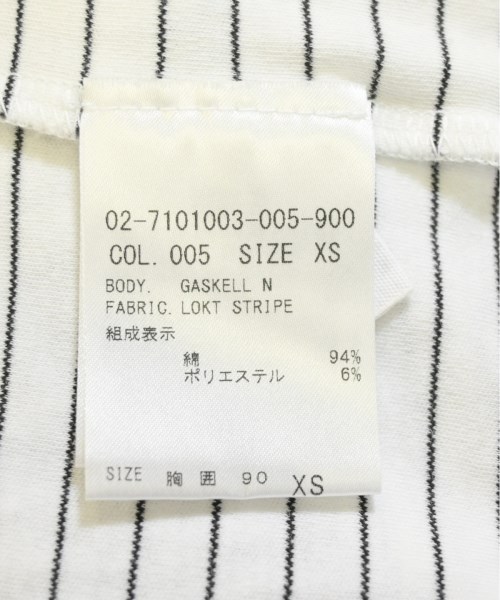 02-7101003-005-900
COL. 005 SIZE XS
BODY. GASKELL N
FABRIC. LOKT STRIPE
組成表示
綿 94%
ポリエステル 6%
SIZE 胸囲 90 XS